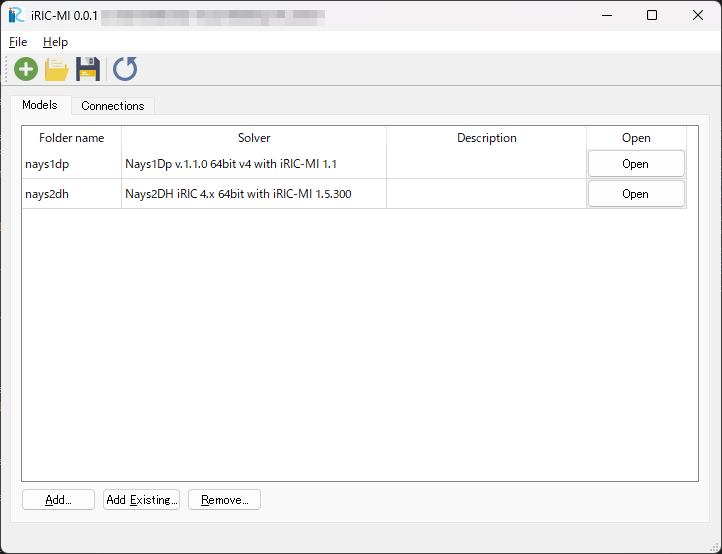 iRIC-MI 0.0.1
File Help
Models Connections
Folder name Solver Description Open
nays1dp Nays1Dp v.1.1.0 64bit v4 with iRIC-MI 1.1 Open
nays2dh Nays2DH iRIC 4.x 64bit with iRIC-MI 1.5.300 Open
Add... Add Existing... Remove...